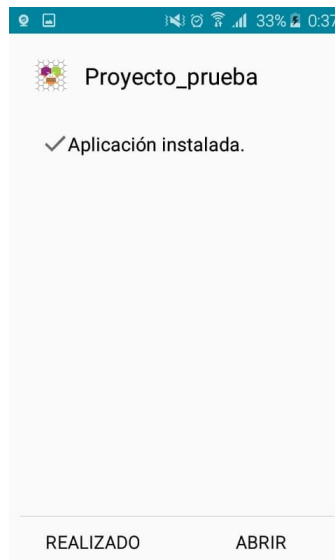 33% 0:37
Proyecto_prueba
Aplicación instalada.
REALIZADO ABRIR